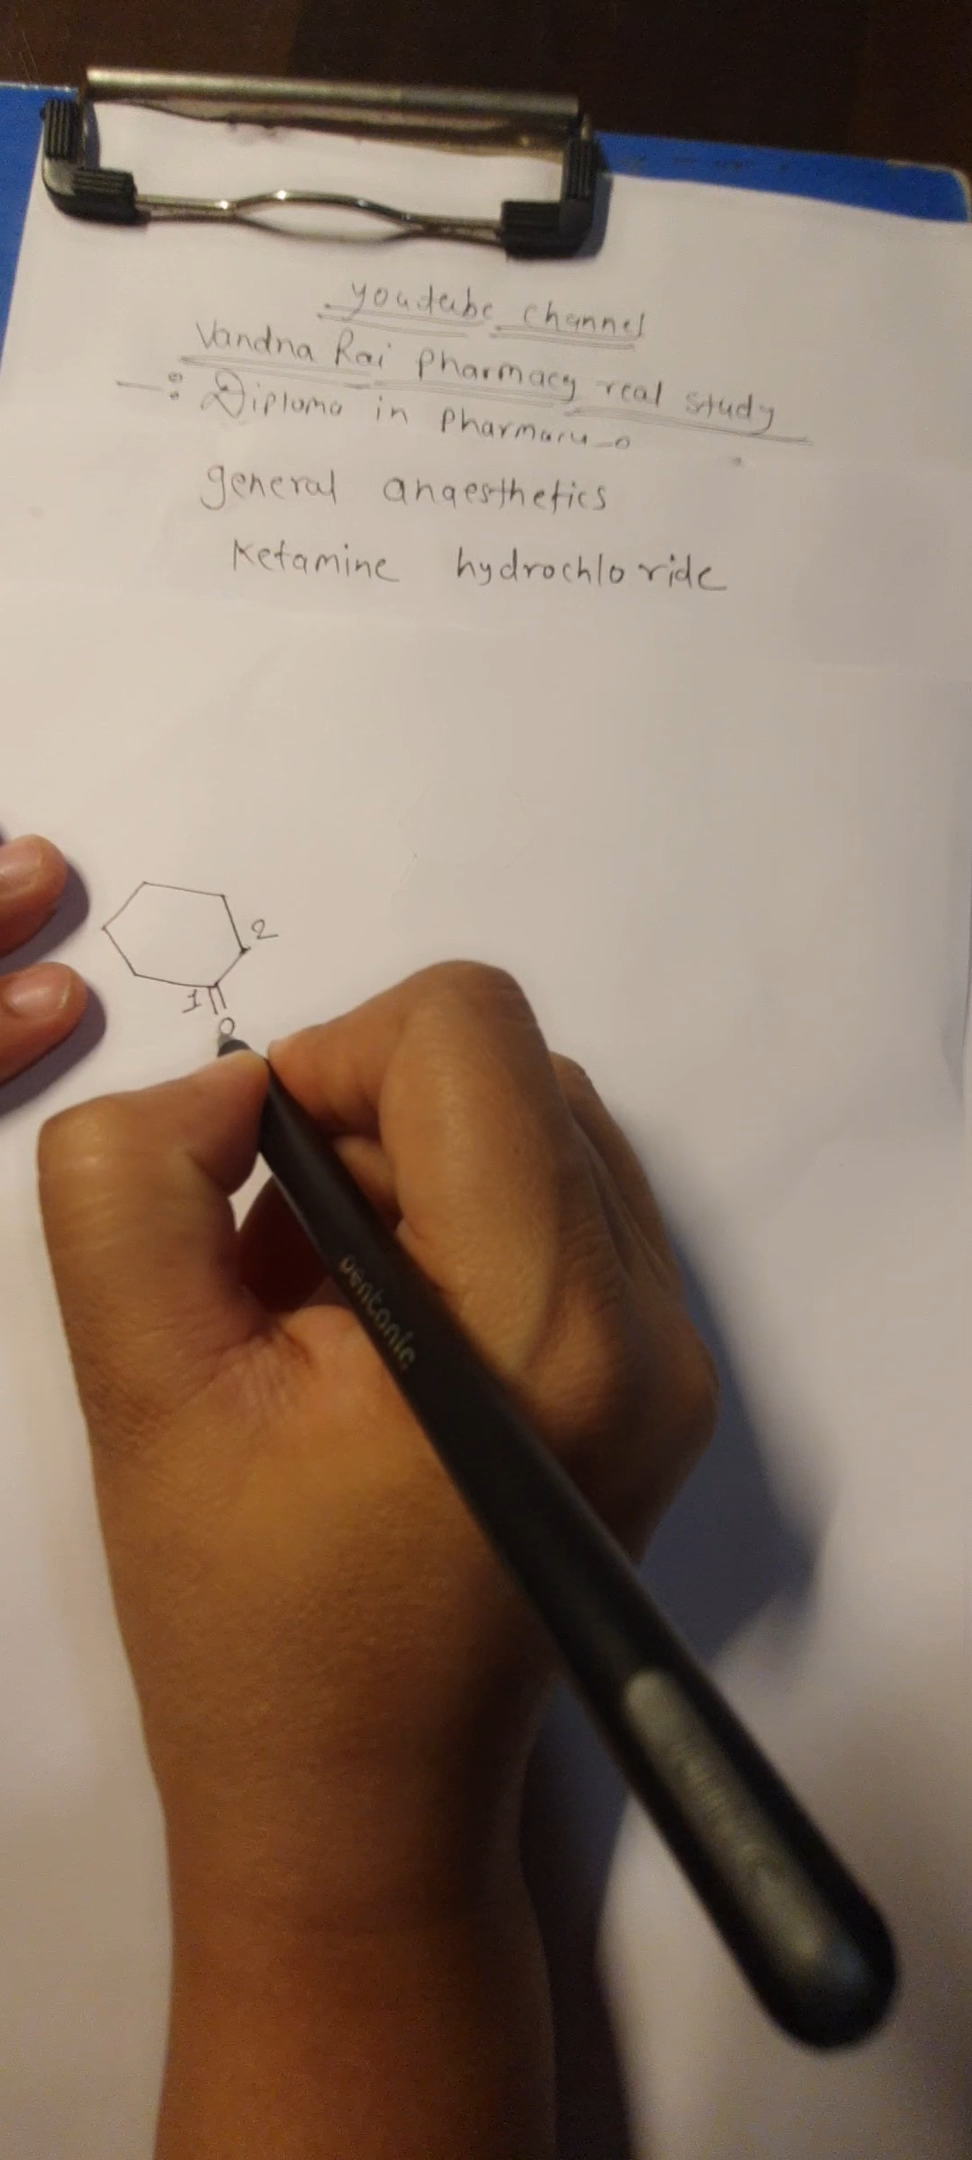 youtube channel
Vandna Rai pharmacy real study
-: Diploma in pharmacy -o
general anaesthetics
Ketamine hydrochloride
2
1
O
pentonic